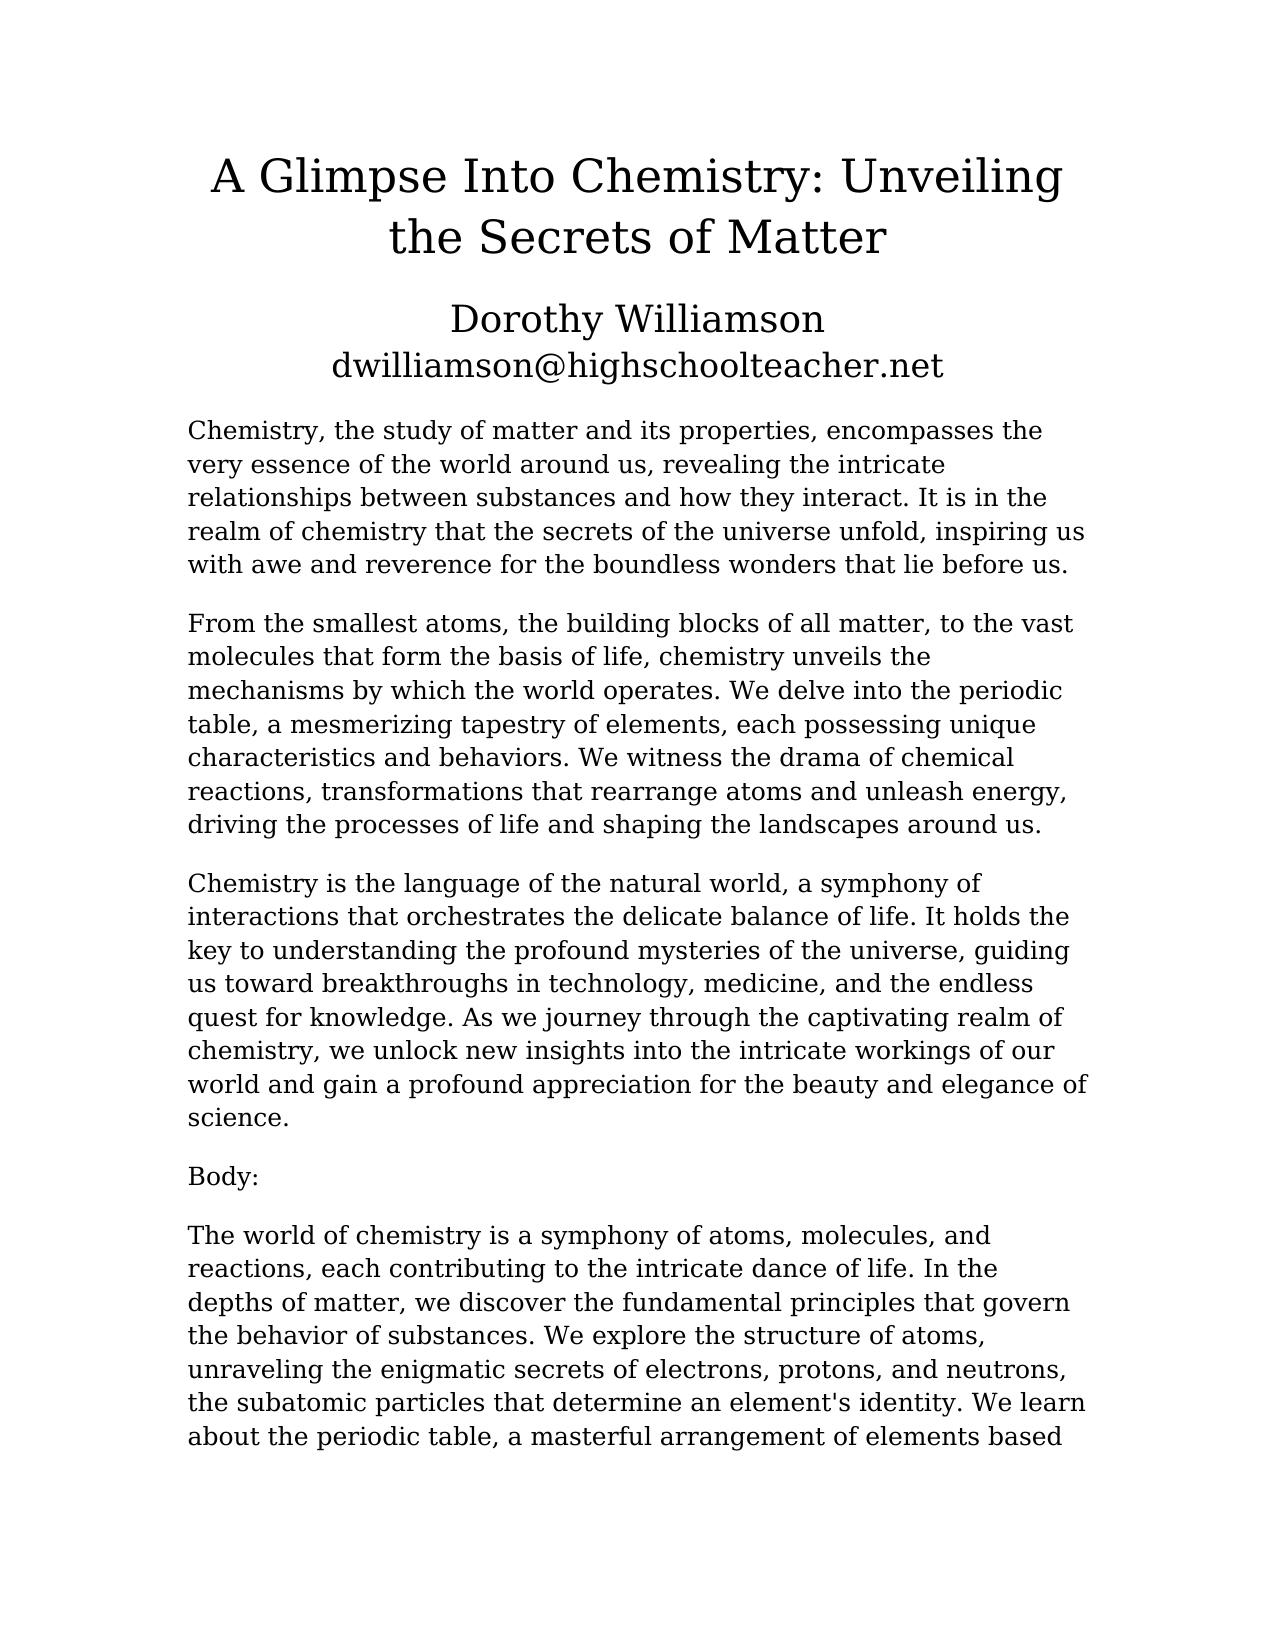 A Glimpse Into Chemistry: Unveiling
the Secrets of Matter
Dorothy Williamson
dwilliamson@highschoolteacher.net
Chemistry, the study of matter and its properties, encompasses the
very essence of the world around us, revealing the intricate
relationships between substances and how they interact. It is in the
realm of chemistry that the secrets of the universe unfold, inspiring us
with awe and reverence for the boundless wonders that lie before us.
From the smallest atoms, the building blocks of all matter, to the vast
molecules that form the basis of life, chemistry unveils the
mechanisms by which the world operates. We delve into the periodic
table, a mesmerizing tapestry of elements, each possessing unique
characteristics and behaviors. We witness the drama of chemical
reactions, transformations that rearrange atoms and unleash energy,
driving the processes of life and shaping the landscapes around us.
Chemistry is the language of the natural world, a symphony of
interactions that orchestrates the delicate balance of life. It holds the
key to understanding the profound mysteries of the universe, guiding
us toward breakthroughs in technology, medicine, and the endless
quest for knowledge. As we journey through the captivating realm of
chemistry, we unlock new insights into the intricate workings of our
world and gain a profound appreciation for the beauty and elegance of
science.
Body:
The world of chemistry is a symphony of atoms, molecules, and
reactions, each contributing to the intricate dance of life. In the
depths of matter, we discover the fundamental principles that govern
the behavior of substances. We explore the structure of atoms,
unraveling the enigmatic secrets of electrons, protons, and neutrons,
the subatomic particles that determine an element's identity. We learn
about the periodic table, a masterful arrangement of elements based